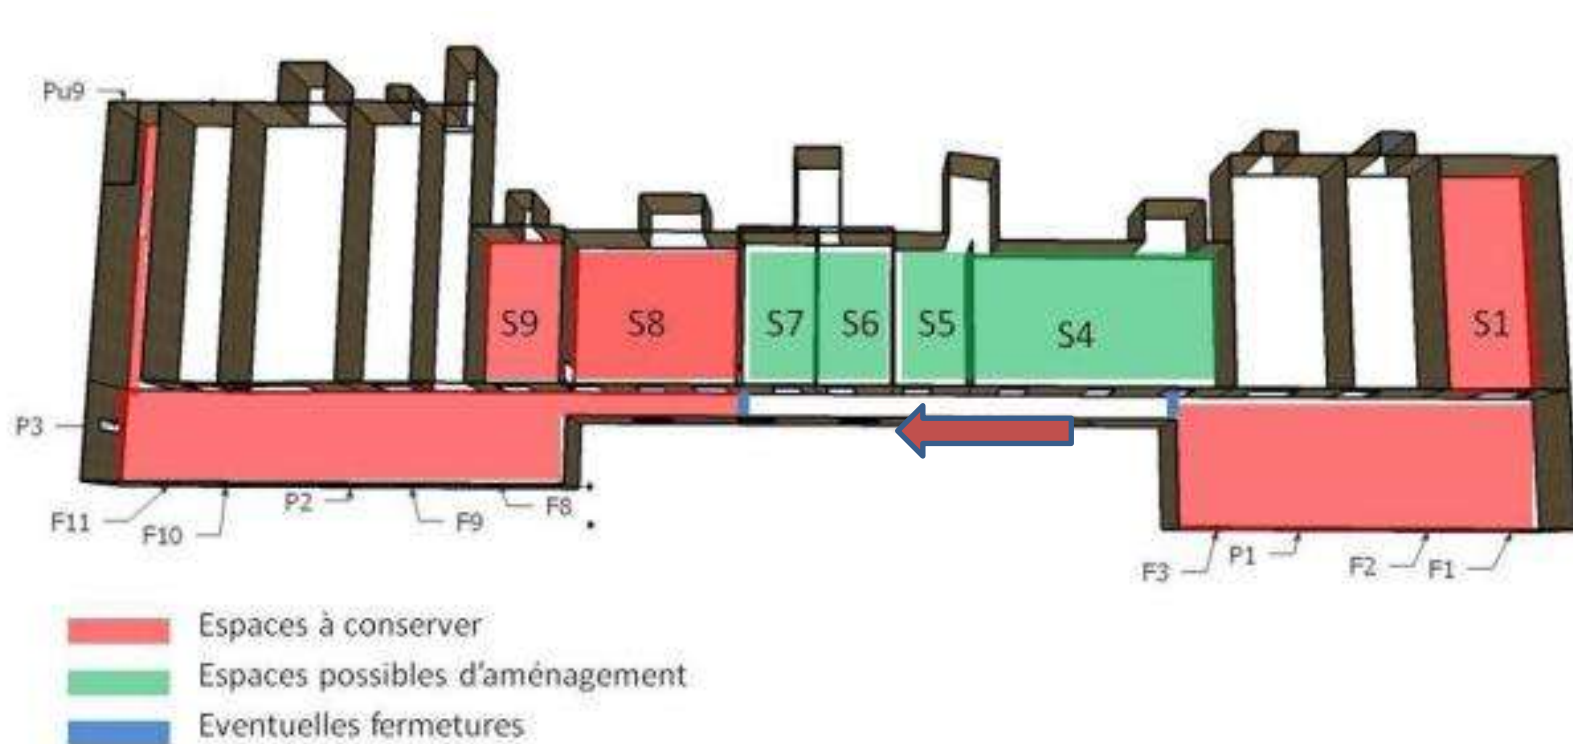 Pu9
S9 S8 S7 S6 S5 S4 S1
P3
F11 F10 P2 F9 F8
F3 P1 F2 F1
Espaces à conserver
Espaces possibles d'aménagement
Eventuelles fermetures